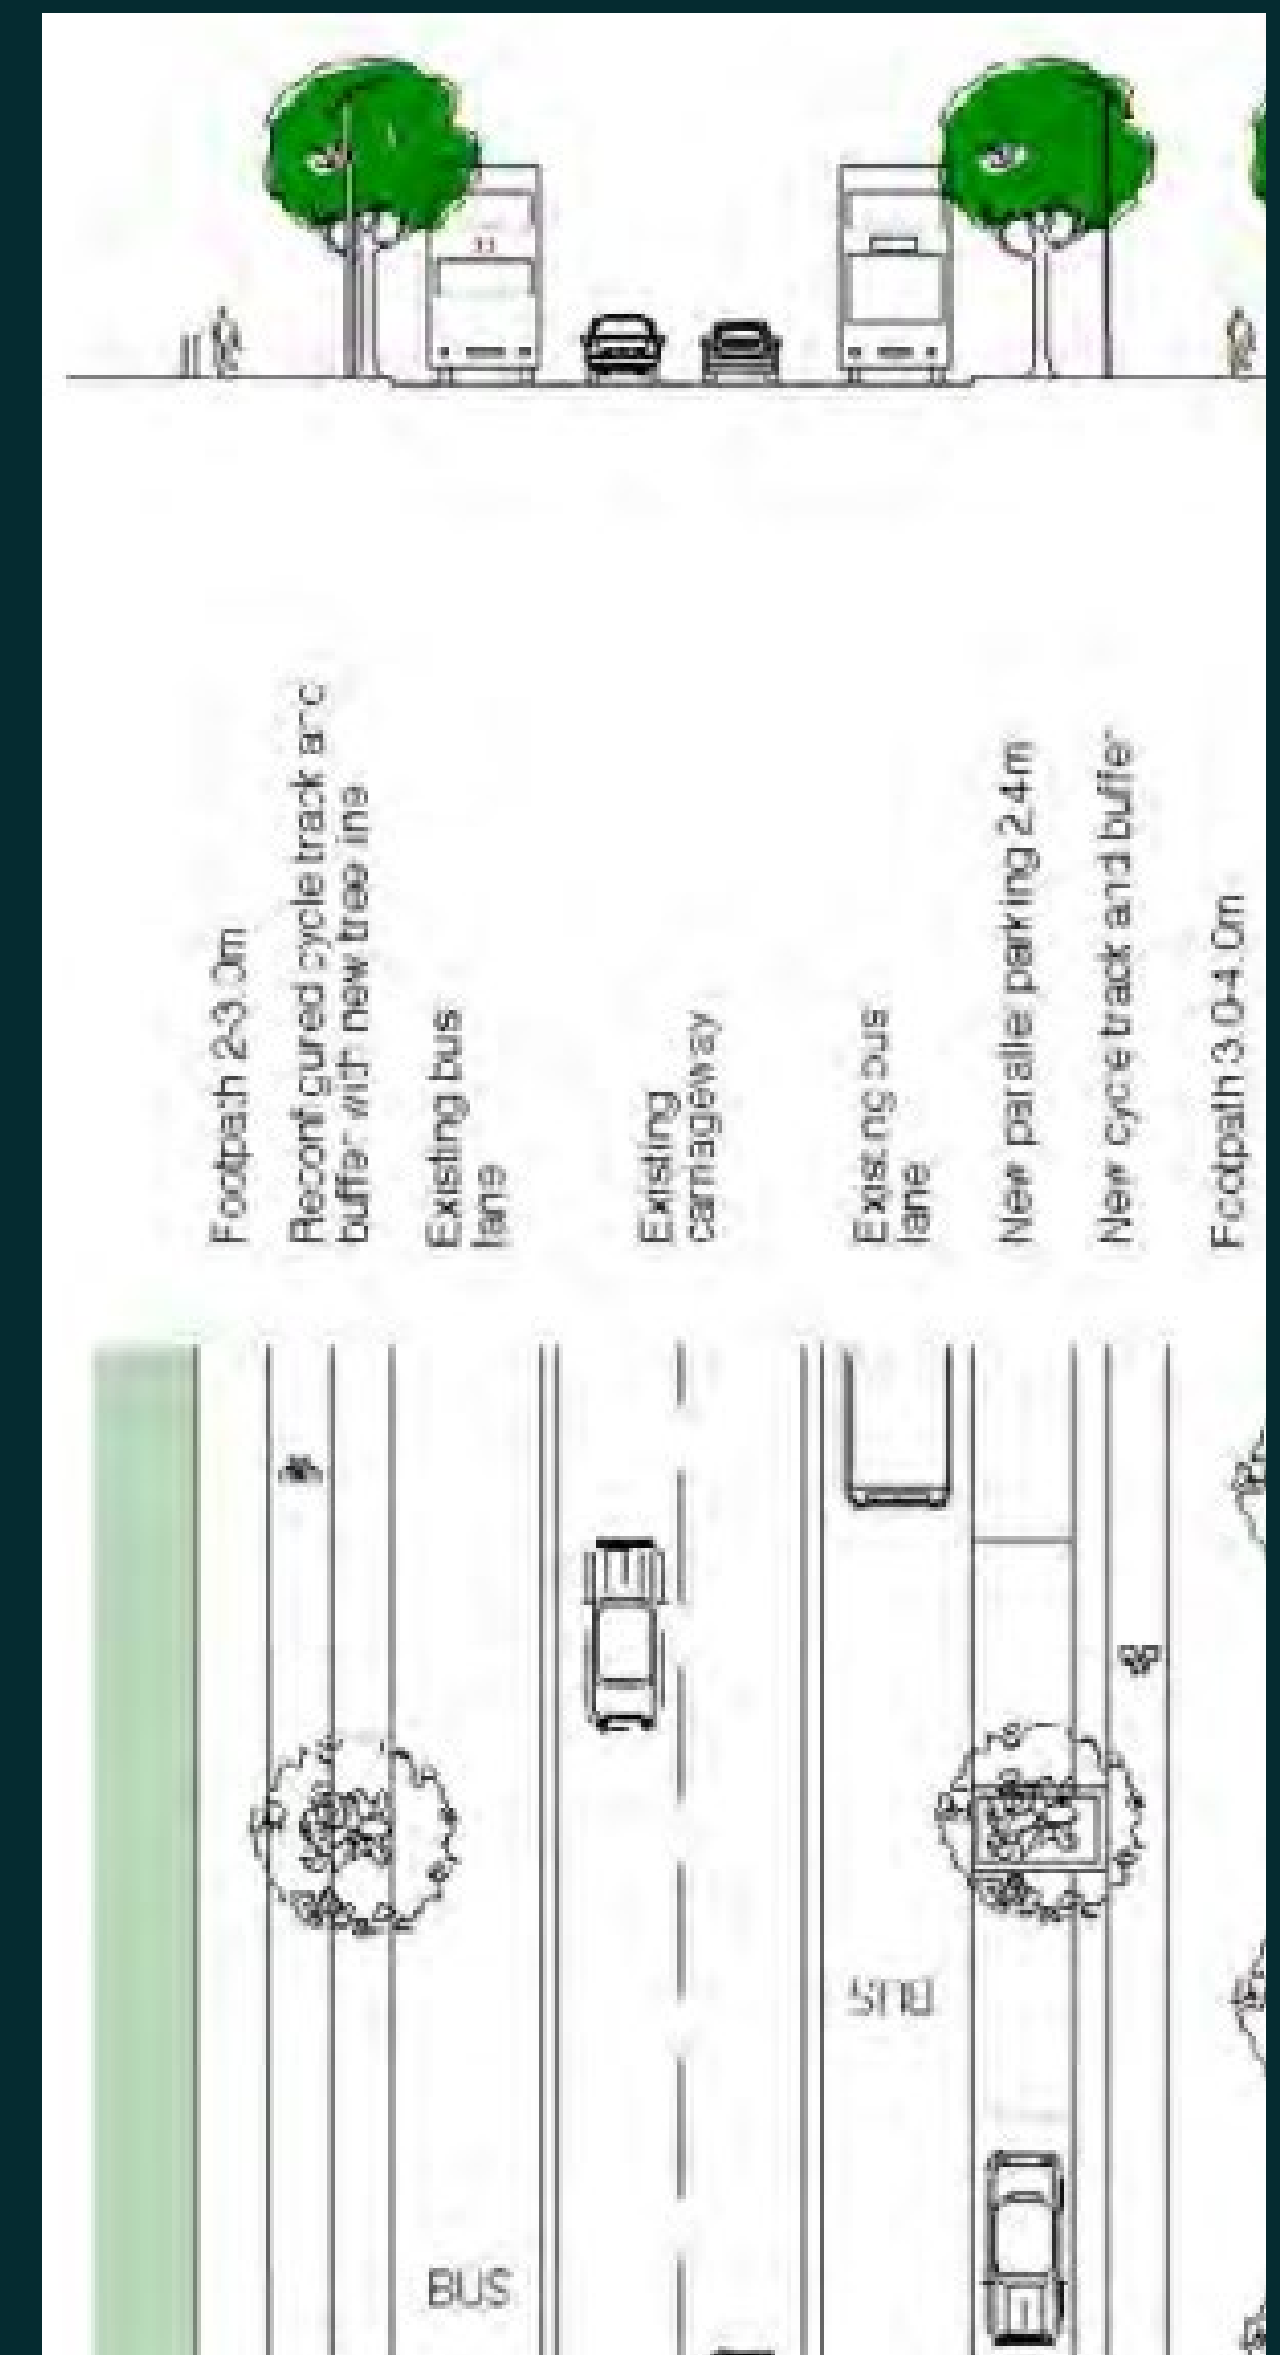 Footpath 2-3.0m
Reconfigured cycle track and
buffer with new tree line
Existing bus
lane
Existing
carriageway
Existing bus
lane
New parallel parking 2.4m
New cycle track and buffer
Footpath 3.0-4.0m
BUS
BUS